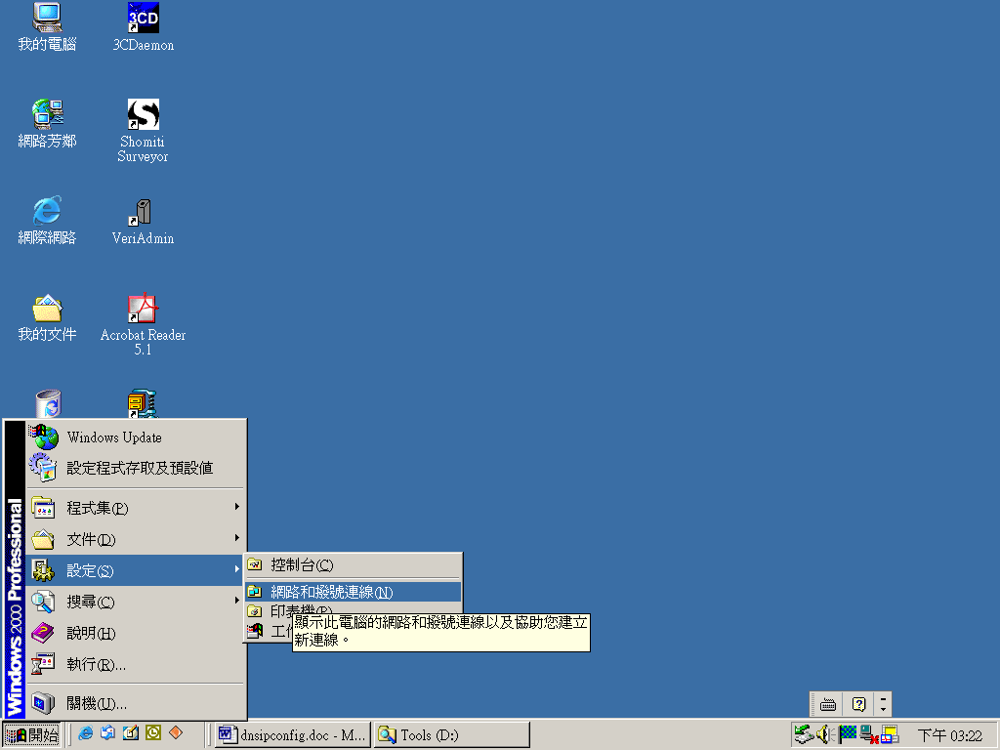 我的電腦
3CD
3CDaemon
網路芳鄰
Shomiti
Surveyor
網際網路
VeriAdmin
我的文件
Acrobat Reader
5.1
Windows 2000 Professional
Windows Update
設定程式存取及預設値
程式集(P)
文件(D)
設定(S)
搜尋(C)
說明(H)
執行(R)...
關機(U)...
控制台(C)
網路和撥號連線(N)
印表機(P)
工作
顯示此電腦的網路和撥號連線以及協助您建立
新連線。
開始
dnsipconfig.doc - M...
Tools (D:)
下午 03:22